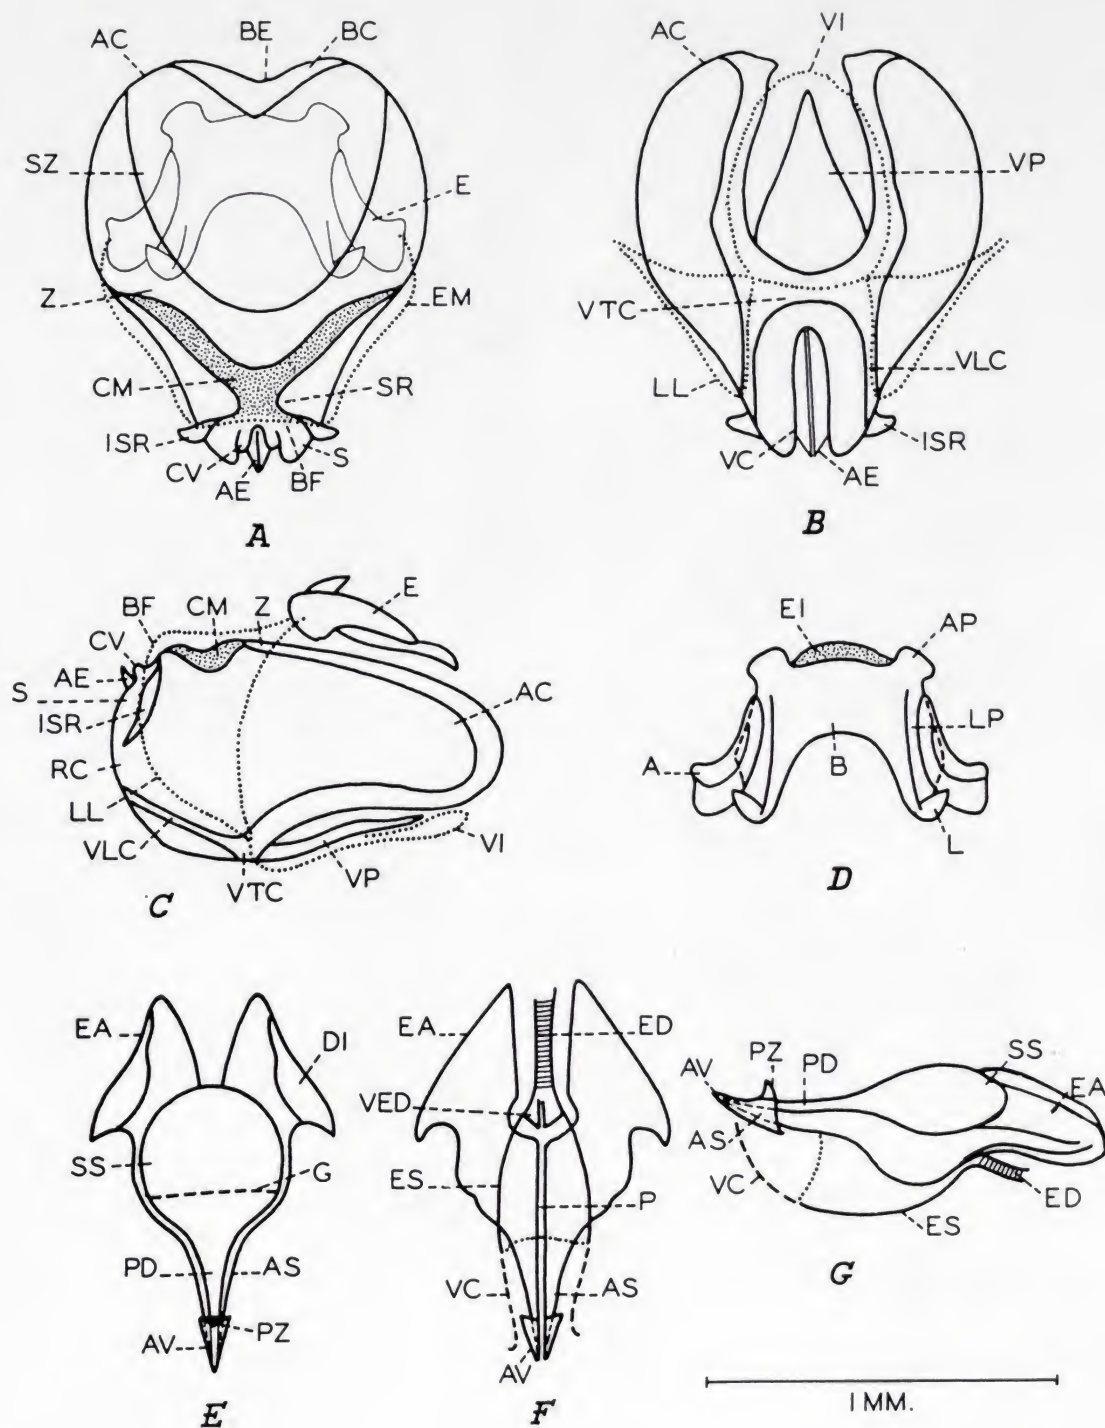 AC BE BC
SZ E
Z EM
CM SR
ISR S
CV AE BF
A
AC VI
VP
VTC VLC
LL ISR
VC AE
B
BF CM Z E
CV
AE
S AC
ISR
RC
LL
VLC VI
VTC VP
C
EI AP
LP
A B
L
D
EA DI
SS G
PD AS
AV PZ
E
EA ED
VED
ES P
VC AS
AV
F
AV PZ PD SS
EA
AS
VC ED
ES
G
1 MM.